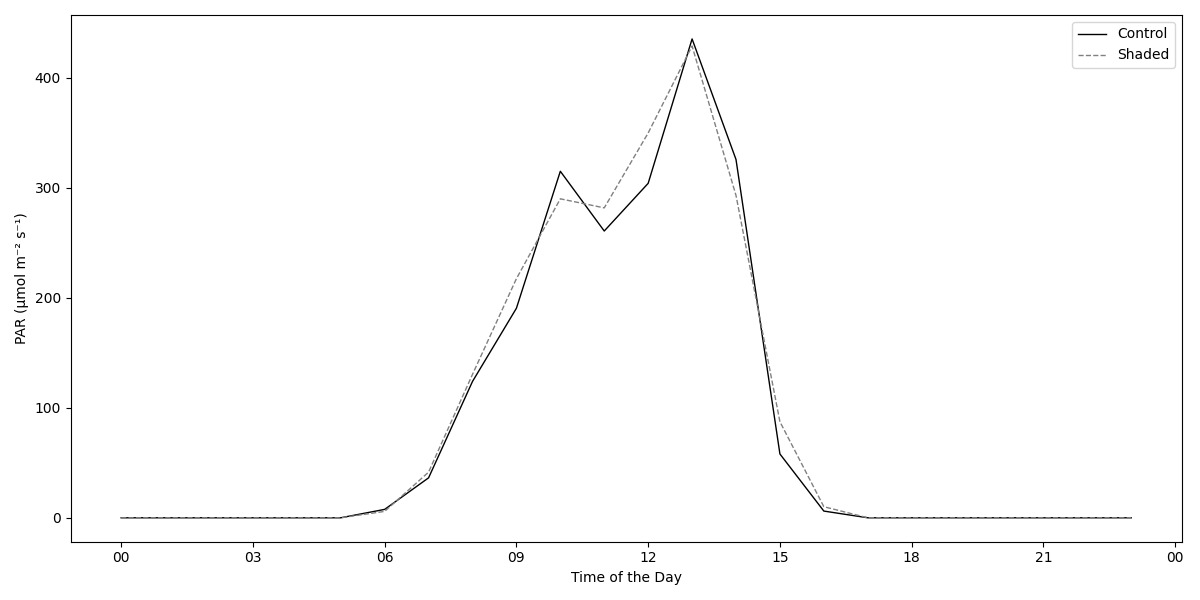 Control
Shaded
400
300
200
100
0
PAR (µmol m⁻² s⁻¹)
00 03 06 09 12 15 18 21 00
Time of the Day